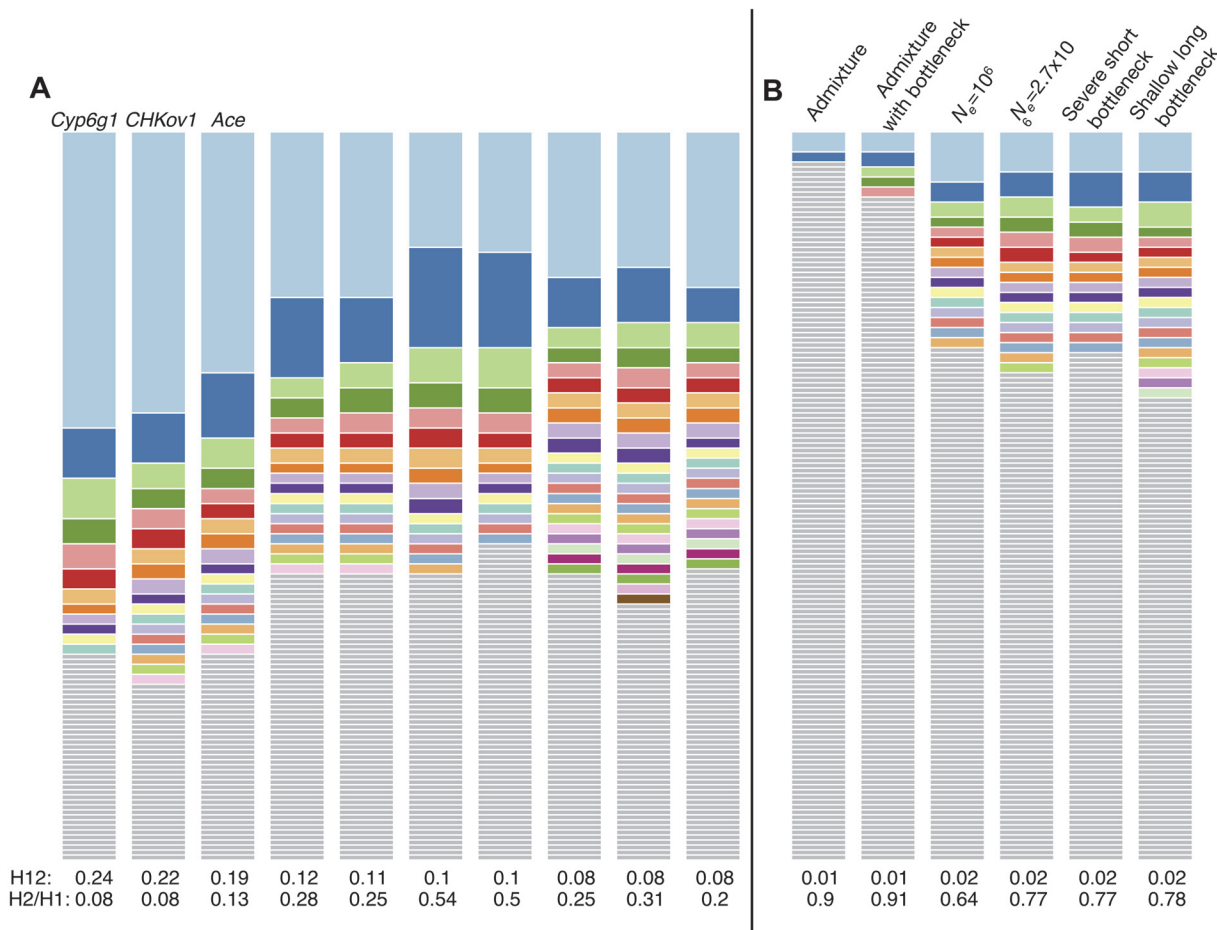 A
Cyp6g1 CHKov1 Ace
H12: 0.24 0.22 0.19 0.12 0.11 0.1 0.1 0.08 0.08 0.08
H2/H1: 0.08 0.08 0.13 0.28 0.25 0.54 0.5 0.25 0.31 0.2
B
Admixture
Admixture
with bottleneck
Nₑ=10⁶
Nₑ=2.7x10
6
Severe short
bottleneck
Shallow long
bottleneck
0.01 0.01 0.02 0.02 0.02 0.02
0.9 0.91 0.64 0.77 0.77 0.78